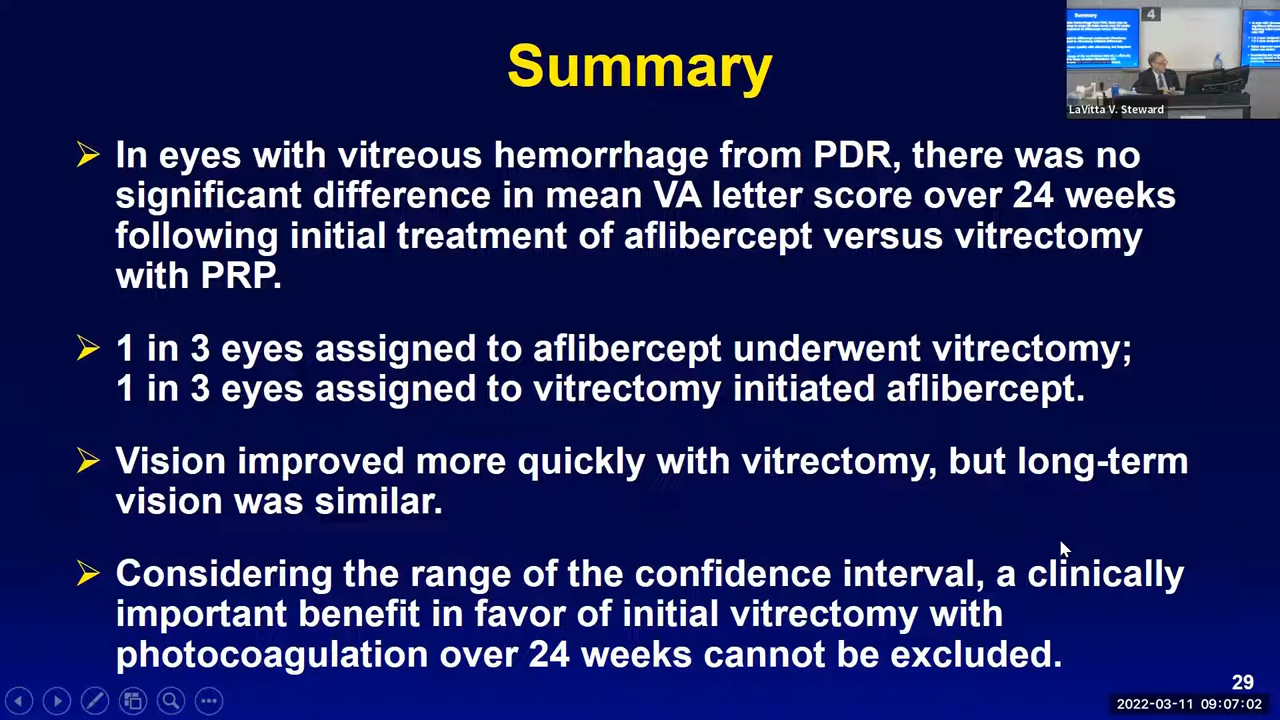 Summary
4
LaVitta V. Steward
➢ In eyes with vitreous hemorrhage from PDR, there was no
significant difference in mean VA letter score over 24 weeks
following initial treatment of aflibercept versus vitrectomy
with PRP.
➢ 1 in 3 eyes assigned to aflibercept underwent vitrectomy;
1 in 3 eyes assigned to vitrectomy initiated aflibercept.
➢ Vision improved more quickly with vitrectomy, but long-term
vision was similar.
➢ Considering the range of the confidence interval, a clinically
important benefit in favor of initial vitrectomy with
photocoagulation over 24 weeks cannot be excluded.
29
2022-03-11 09:07:02